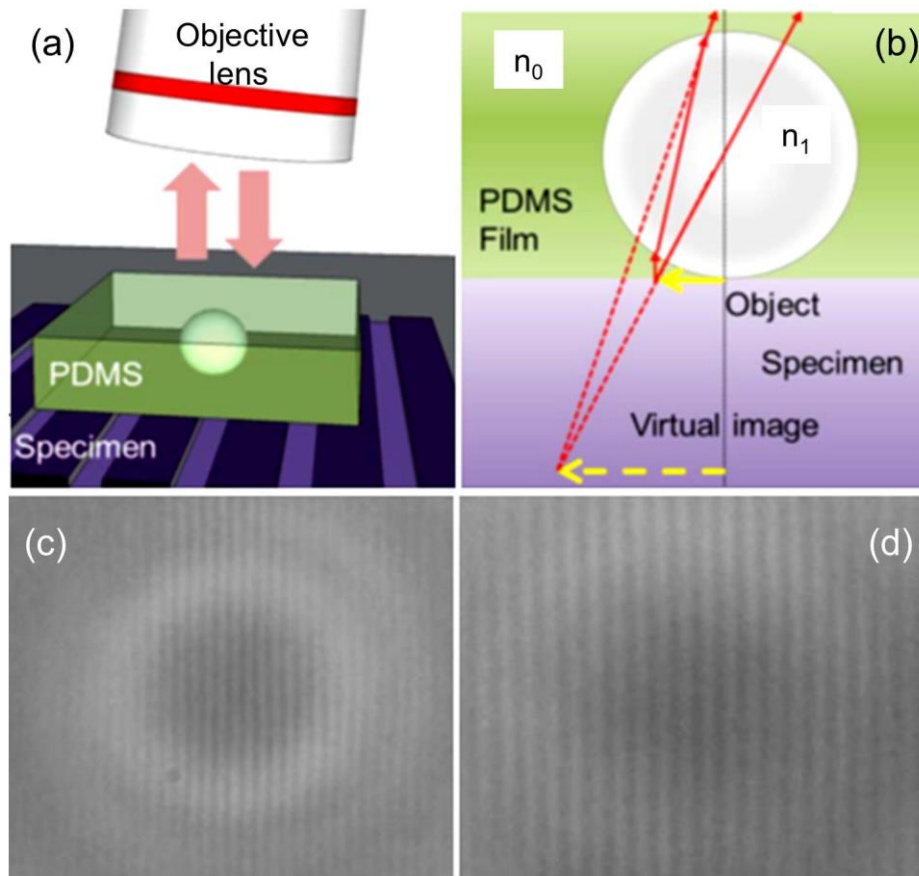 (a)
Objective
lens
PDMS
Specimen
(b)
n₀
n₁
PDMS
Film
Object
Specimen
Virtual image
(c)
(d)